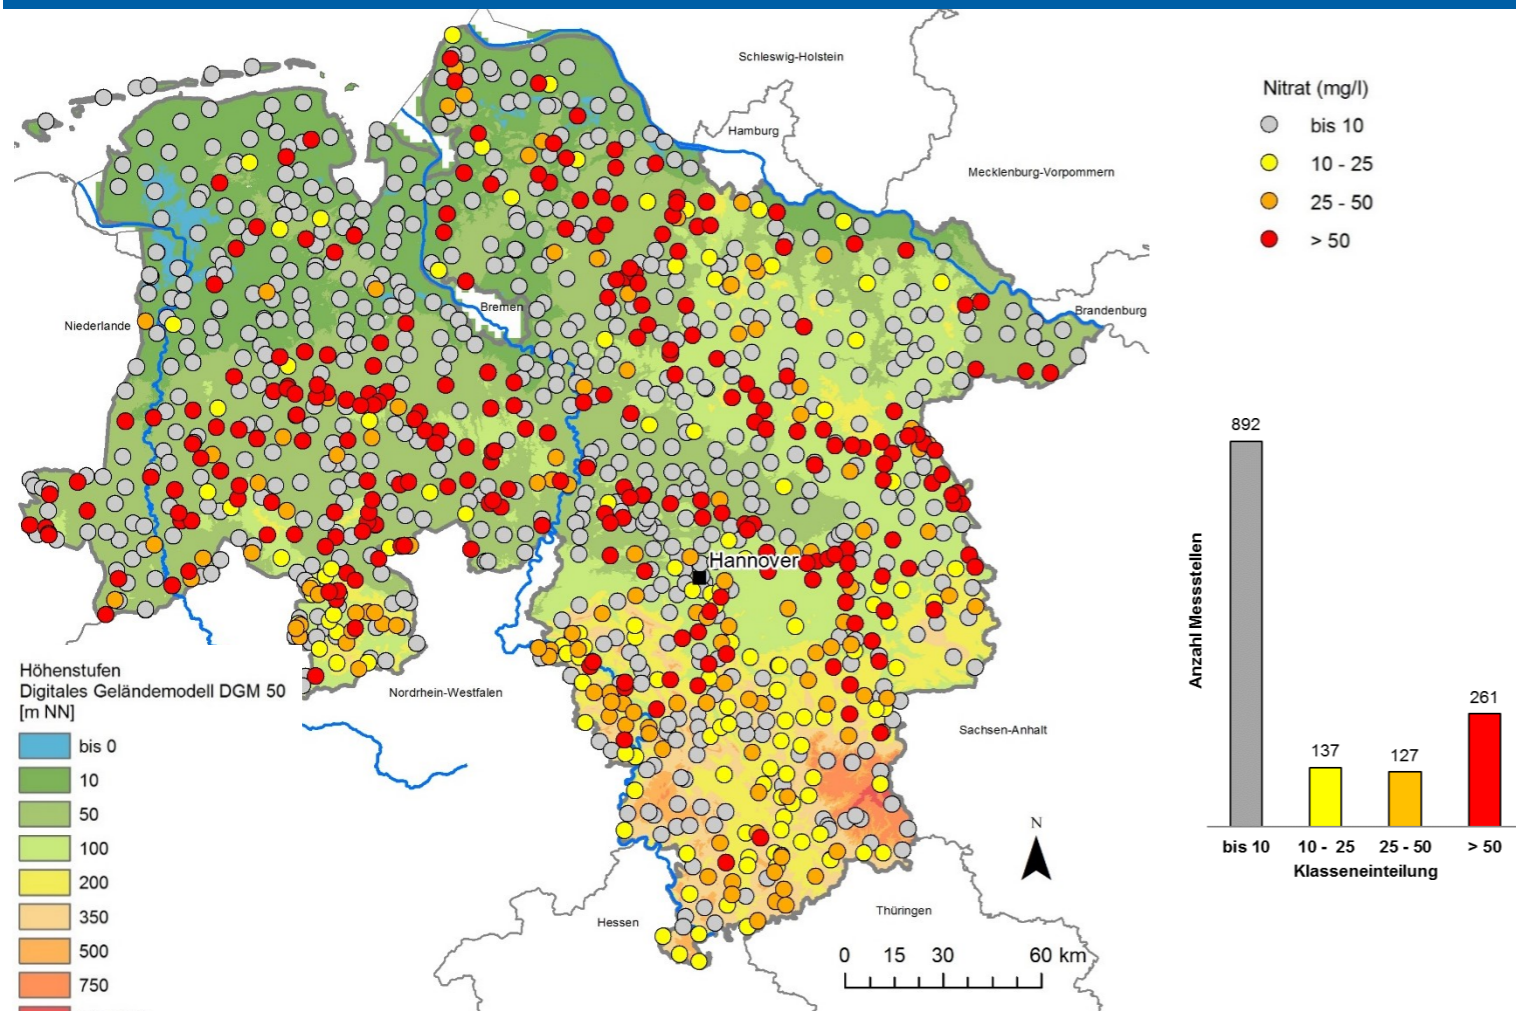 Schleswig-Holstein
Hamburg
Mecklenburg-Vorpommern
Niederlande
Bremen
Brandenburg
Hannover
Nordrhein-Westfalen
Sachsen-Anhalt
Hessen
Thüringen
Nitrat (mg/l)
bis 10
10 - 25
25 - 50
> 50
Höhenstufen
Digitales Geländemodell DGM 50
[m NN]
bis 0
10
50
100
200
350
500
750
N
0 15 30 60 km
Anzahl Messstellen
892
137
127
261
bis 10
10 - 25
25 - 50
> 50
Klasseneinteilung